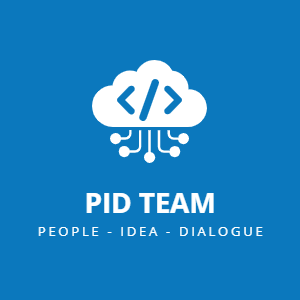 </>
PID TEAM
PEOPLE - IDEA - DIALOGUE